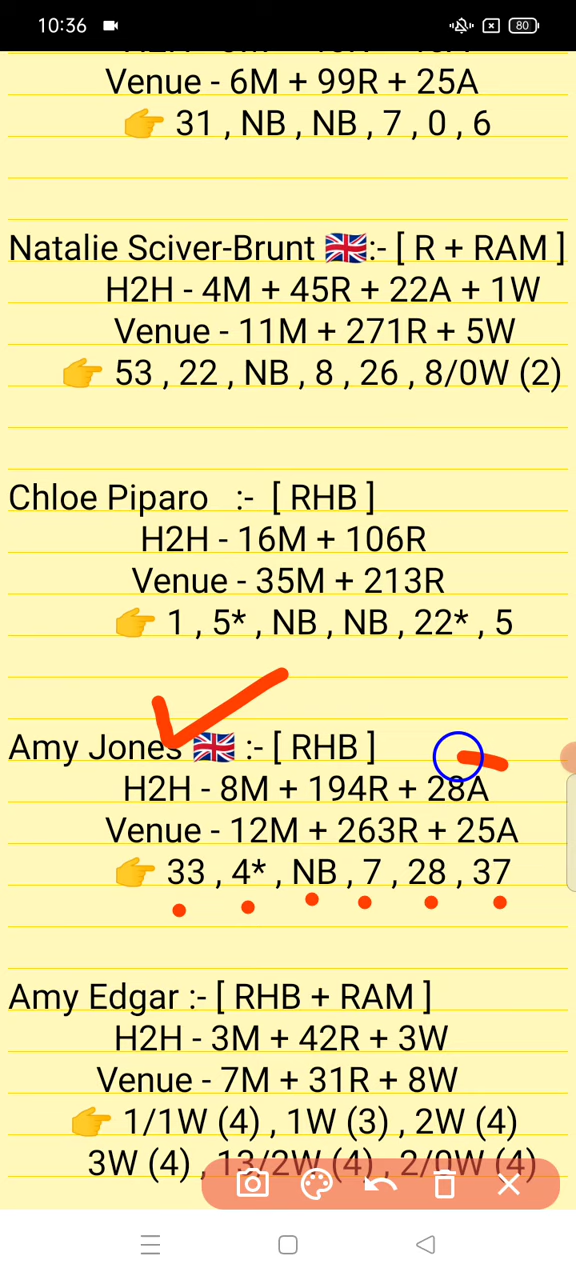 10:36
80
Venue - 6M + 99R + 25A
👉 31 , NB , NB , 7 , 0 , 6
Natalie Sciver-Brunt 🇬🇧:- [ R + RAM ]
H2H - 4M + 45R + 22A + 1W
Venue - 11M + 271R + 5W
👉 53 , 22 , NB , 8 , 26 , 8/0W (2)
Chloe Piparo :- [ RHB ]
H2H - 16M + 106R
Venue - 35M + 213R
👉 1 , 5* , NB , NB , 22* , 5
Amy Jones 🇬🇧 :- [ RHB ]
H2H - 8M + 194R + 28A
Venue - 12M + 263R + 25A
👉 33 , 4* , NB , 7 , 28 , 37
Amy Edgar :- [ RHB + RAM ]
H2H - 3M + 42R + 3W
Venue - 7M + 31R + 8W
👉 1/1W (4) , 1W (3) , 2W (4)
3W (4) , 13/2W (4) , 2/0W (4)